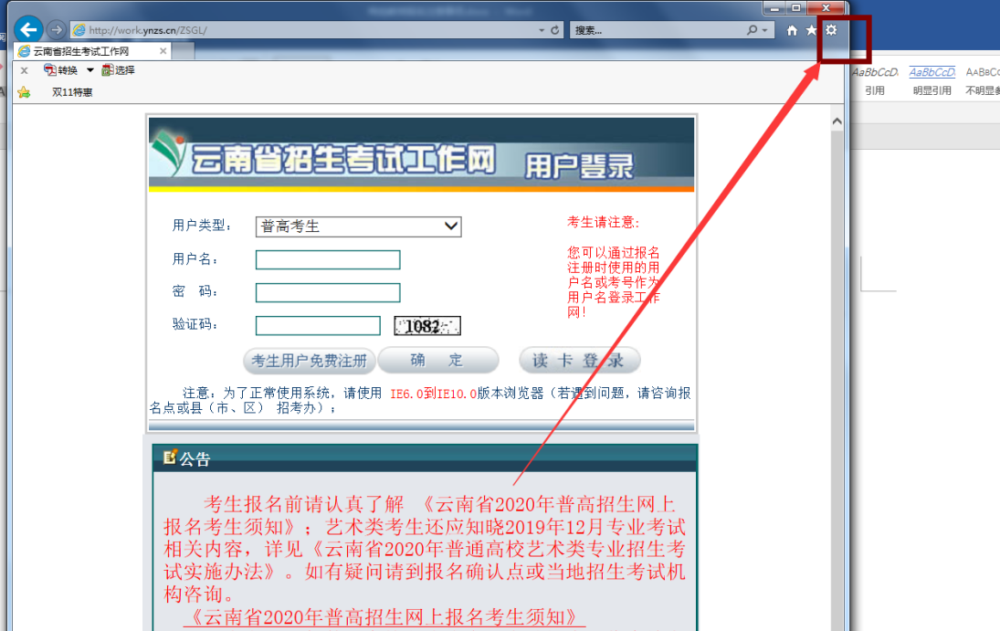 http://work.ynzs.cn/ZSGL/
搜索...
云南省招生考试工作网
转换
选择
双11特惠
AaBbCcD.
AaBbCcD.
AABBCC
引用
明显引用
不明显参
云南省招生考试工作网 用户登录
用户类型：
普高考生
考生请注意:
您可以通过报名
注册时使用的用
户名或考号作为
用户名登录工作
网!
用户名：
密 码：
验证码：
1082
考生用户免费注册
确 定
读 卡 登 录
注意：为了正常使用系统，请使用 IE6.0到IE10.0版本浏览器（若遇到问题，请咨询报
名点或县（市、区） 招考办）；
公告
考生报名前请认真了解 《云南省2020年普高招生网上
报名考生须知》；艺术类考生还应知晓2019年12月专业考试
相关内容，详见《云南省2020年普通高校艺术类专业招生考
试实施办法》。如有疑问请到报名确认点或当地招生考试机
构咨询。
《云南省2020年普高招生网上报名考生须知》